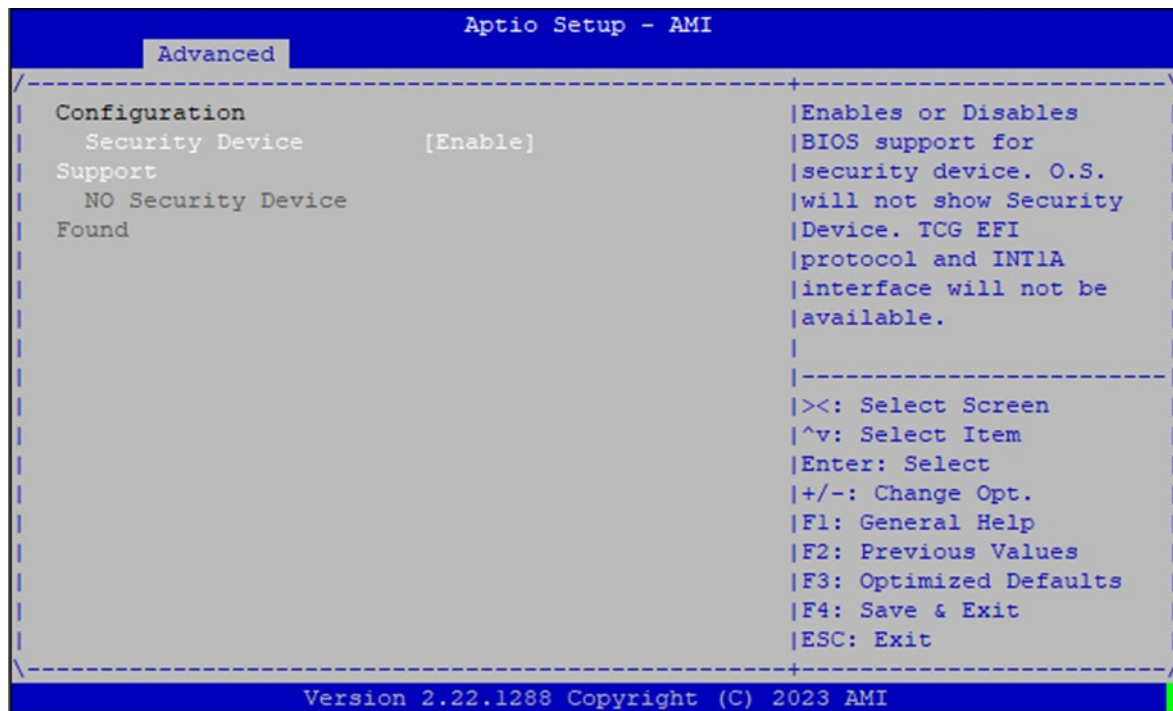 Aptio Setup - AMI
Advanced
Configuration
Security Device [Enable]
Support
NO Security Device
Found
Enables or Disables
BIOS support for
security device. O.S.
will not show Security
Device. TCG EFI
protocol and INT1A
interface will not be
available.
><: Select Screen
^v: Select Item
Enter: Select
+/-: Change Opt.
F1: General Help
F2: Previous Values
F3: Optimized Defaults
F4: Save & Exit
ESC: Exit
Version 2.22.1288 Copyright (C) 2023 AMI